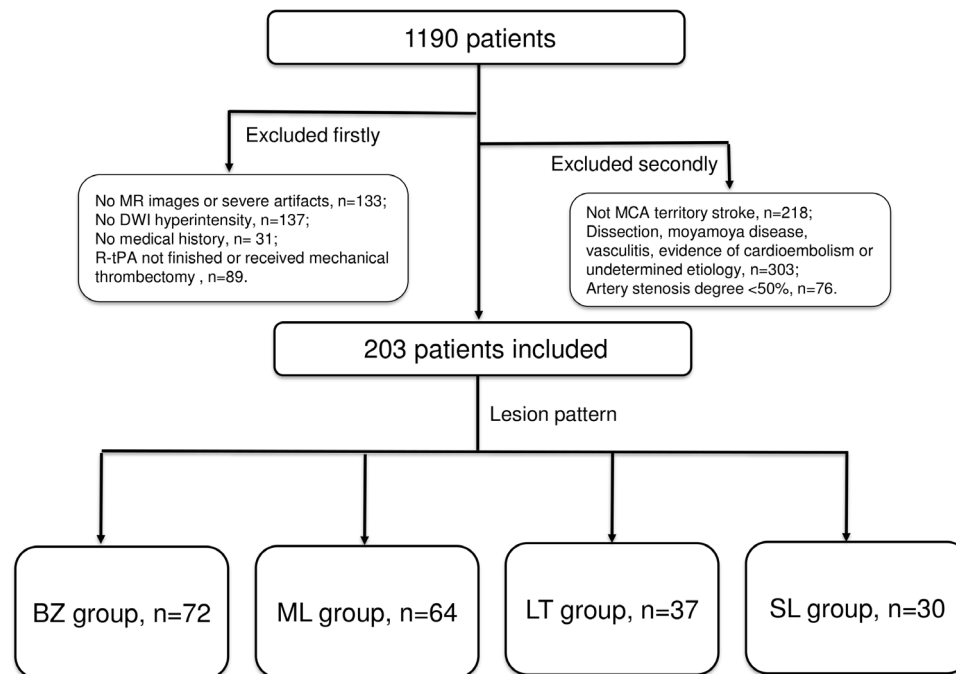 1190 patients
Excluded firstly
Excluded secondly
No MR images or severe artifacts, n=133;
No DWI hyperintensity, n=137;
No medical history, n= 31;
R-tPA not finished or received mechanical
thrombectomy , n=89.
Not MCA territory stroke, n=218;
Dissection, moyamoya disease,
vasculitis, evidence of cardioembolism or
undetermined etiology, n=303;
Artery stenosis degree <50%, n=76.
203 patients included
Lesion pattern
BZ group, n=72
ML group, n=64
LT group, n=37
SL group, n=30